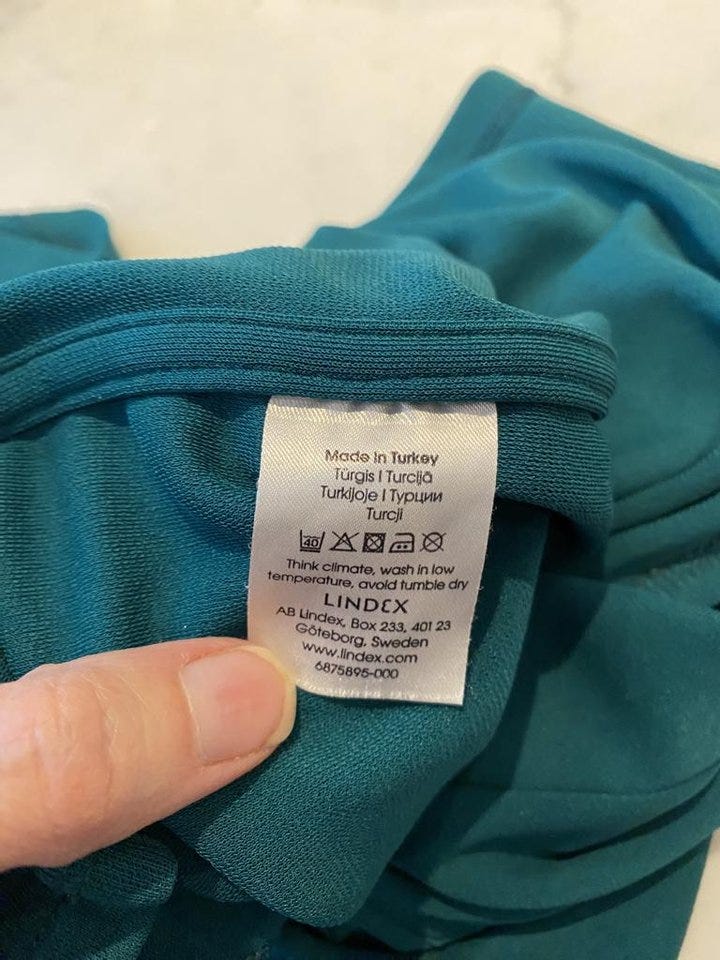 Made in Turkey
Türgis | Turcijā
Turkijoje | Турции
Turcji
40
Think climate, wash in low
temperature, avoid tumble dry
LINDEX
AB Lindex, Box 233, 401 23
Göteborg, Sweden
www.lindex.com
6875895-000